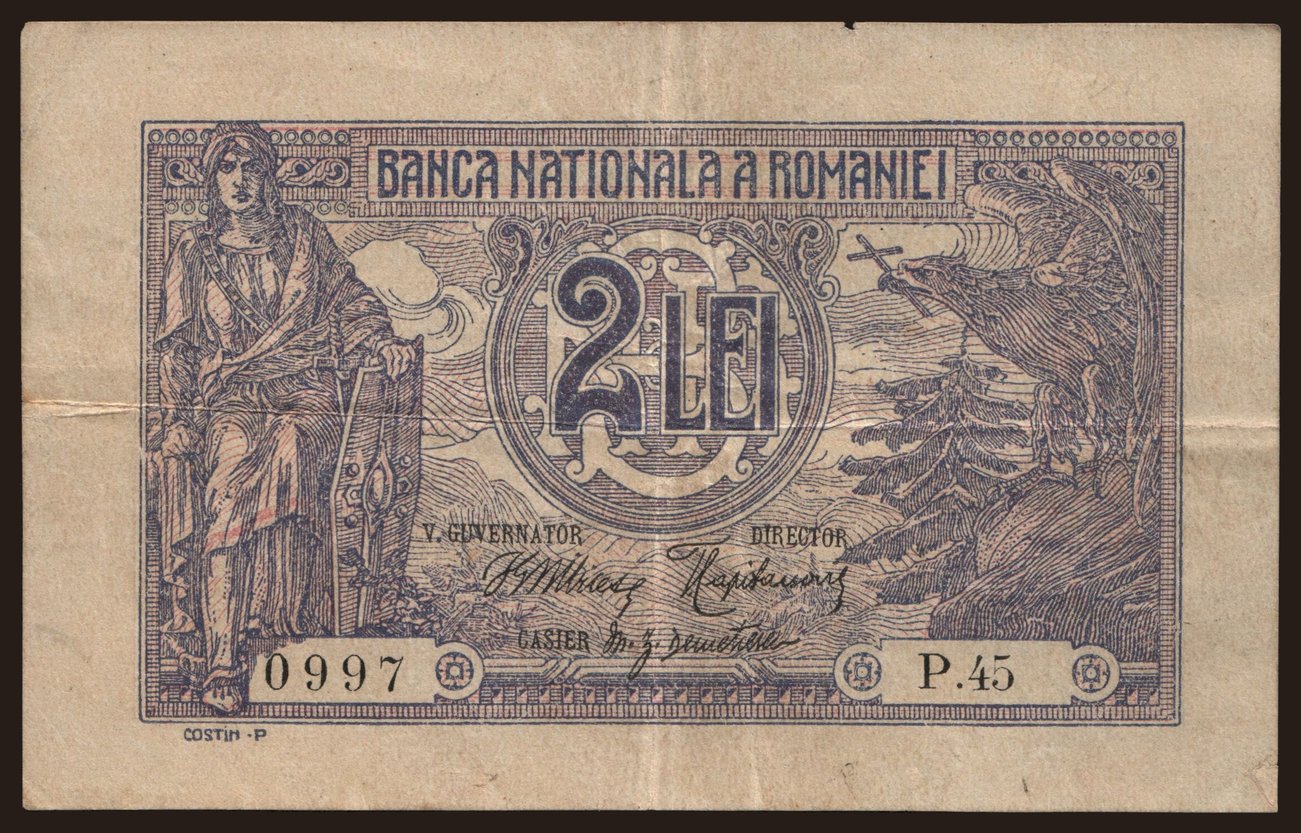 BANCA NATIONALA A ROMANIEI
2 LEI
V. GUVERNATOR DIRECTOR
CASIER
0997 P.45
COSTIN - P